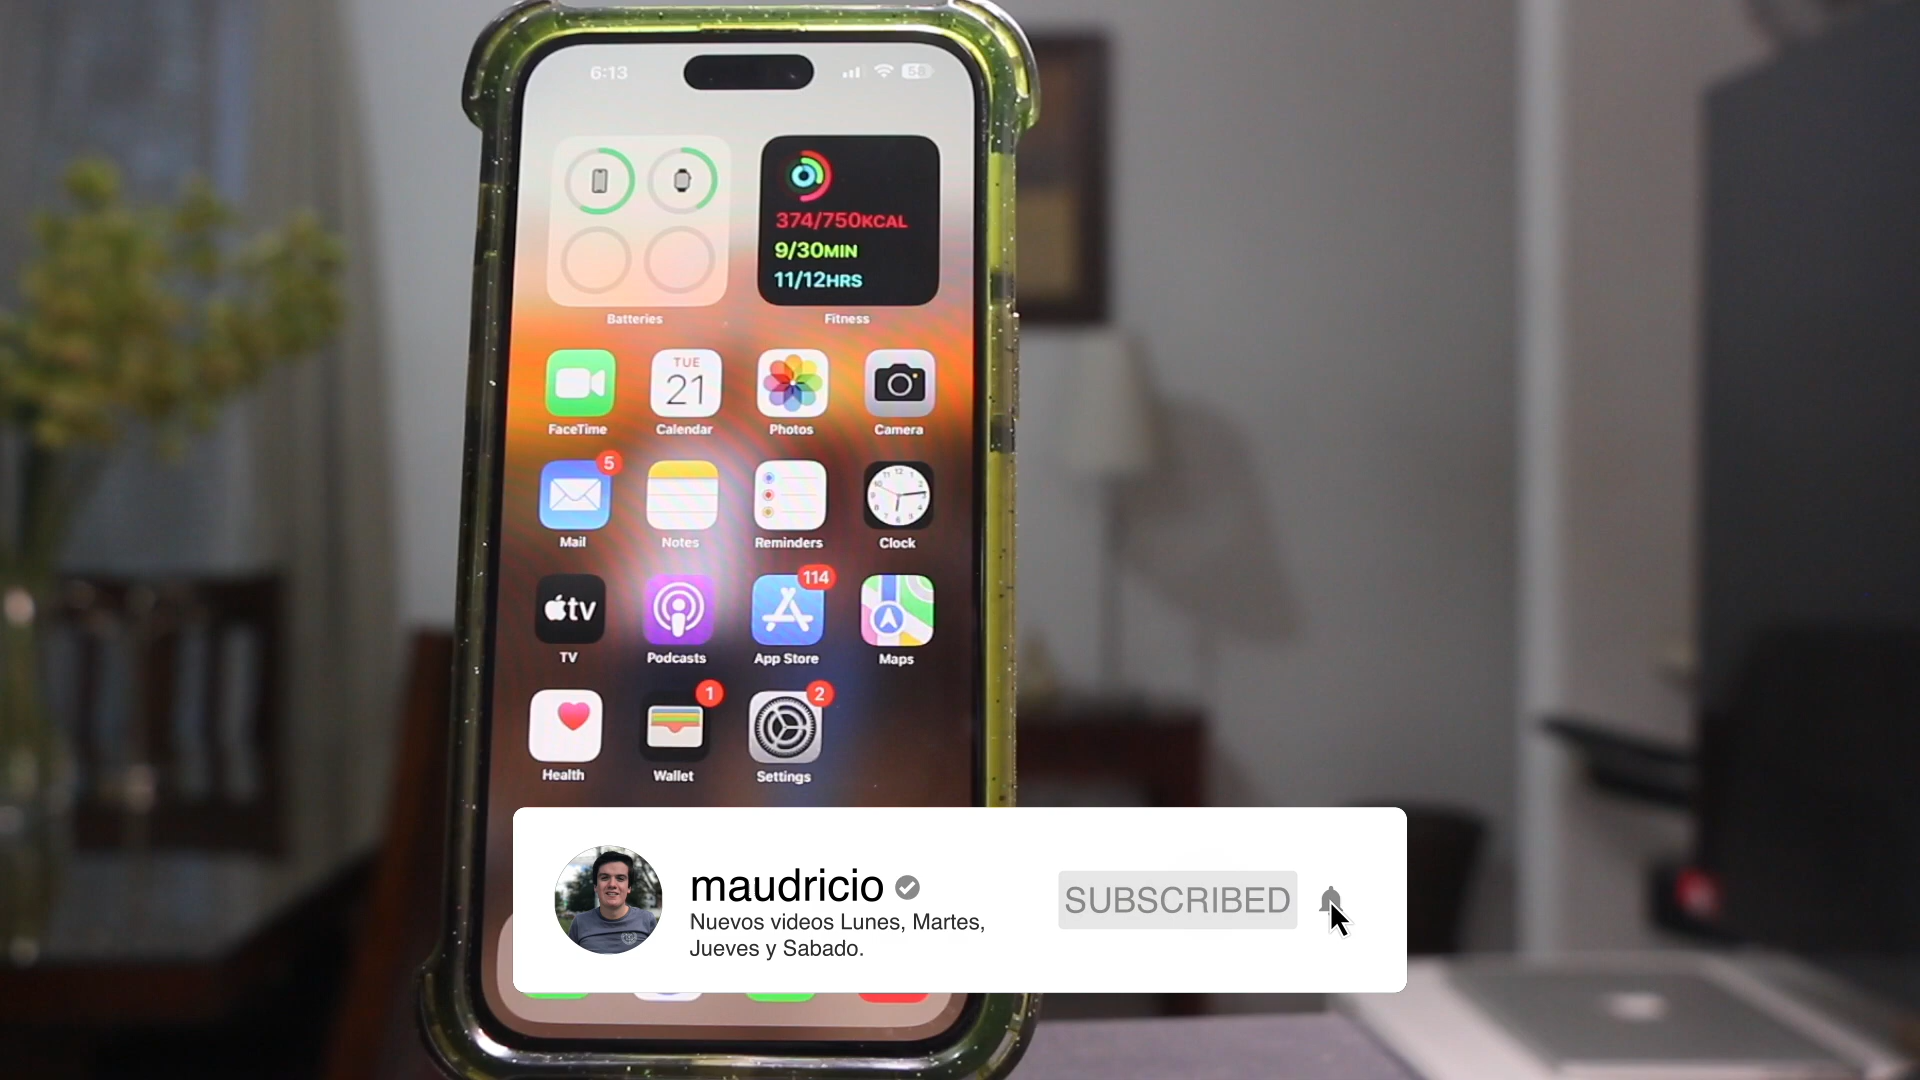 6:13
58
374/750KCAL
9/30MIN
11/12HRS
Batteries
Fitness
TUE
21
FaceTime
Calendar
Photos
Camera
5
Mail
Notes
Reminders
Clock
tv
114
TV
Podcasts
App Store
Maps
1
2
Health
Wallet
Settings
maudricio
Nuevos videos Lunes, Martes,
Jueves y Sabado.
SUBSCRIBED